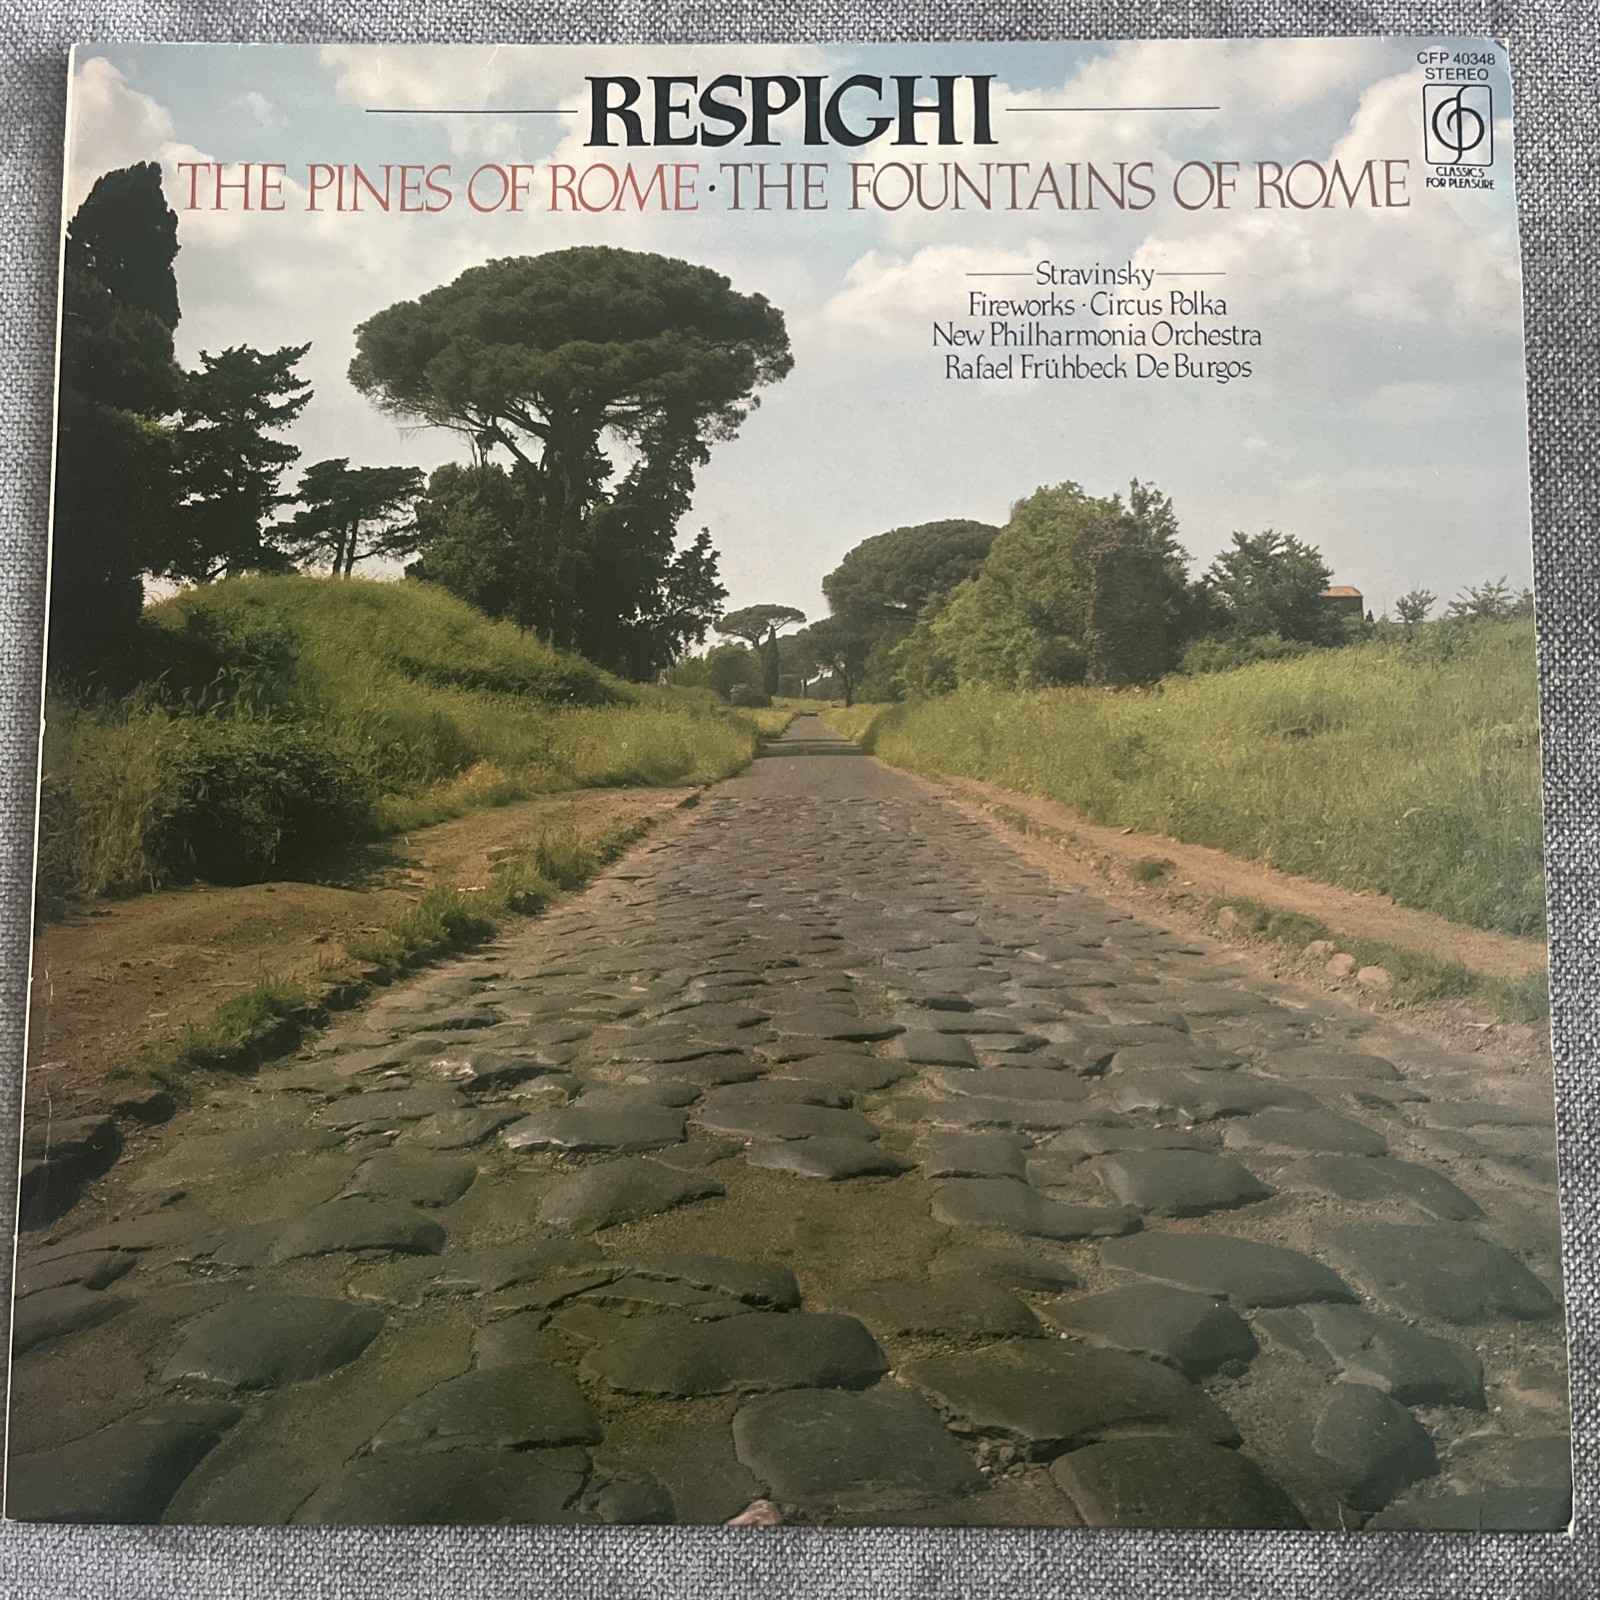 CFP 40348
STEREO
RESPIGHI
THE PINES OF ROME · THE FOUNTAINS OF ROME
CLASSICS
FOR PLEASURE
Stravinsky
Fireworks · Circus Polka
New Philharmonia Orchestra
Rafael Frühbeck De Burgos